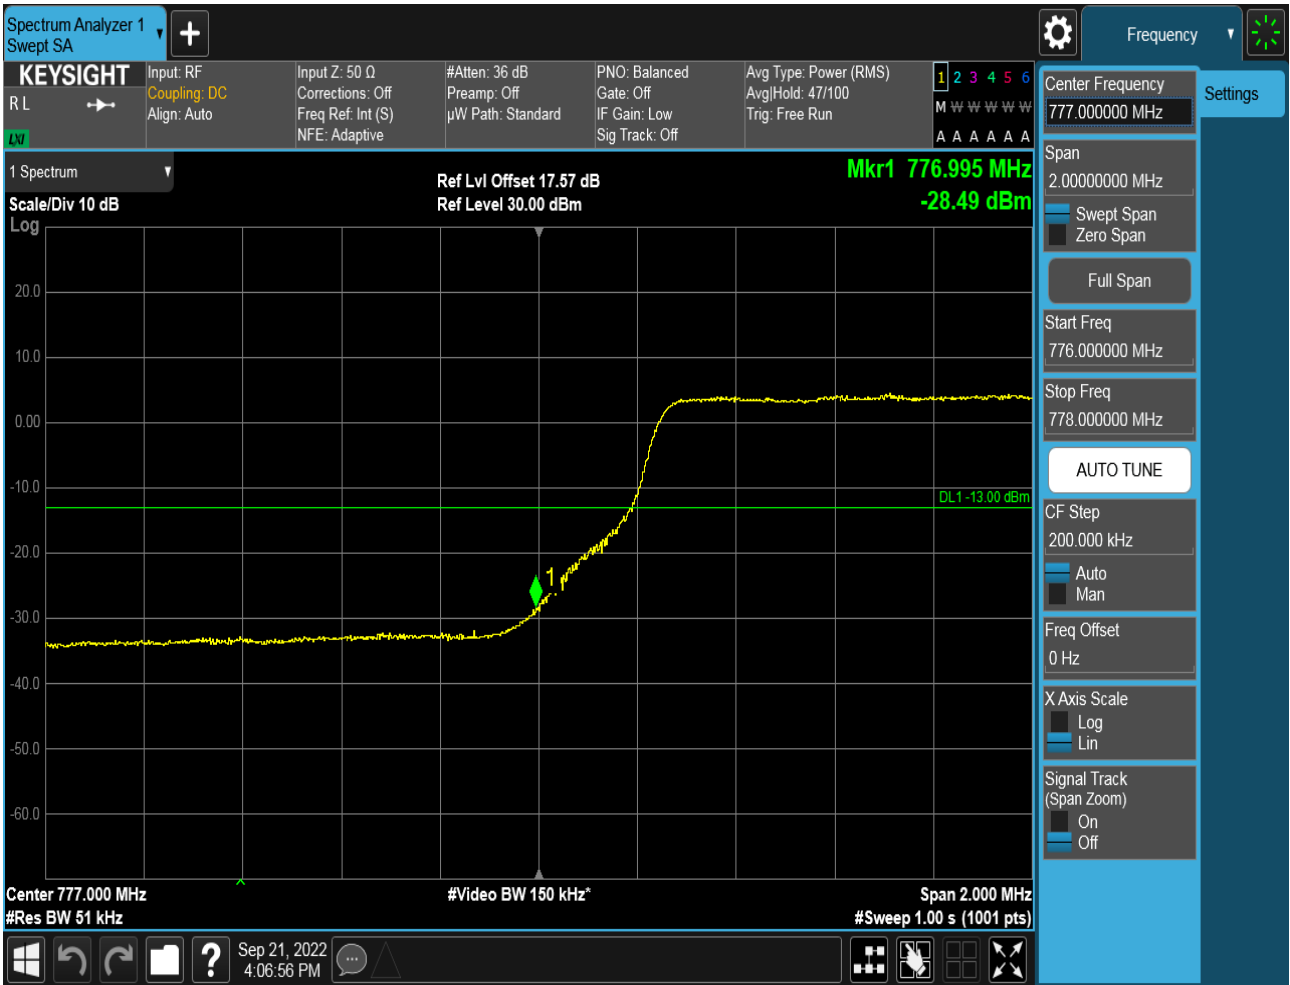 Spectrum Analyzer 1
Swept SA
Frequency
KEYSIGHT
R L
LXI
Input: RF
Coupling: DC
Align: Auto
Input Z: 50 Ω
Corrections: Off
Freq Ref: Int (S)
NFE: Adaptive
#Atten: 36 dB
Preamp: Off
µW Path: Standard
PNO: Balanced
Gate: Off
IF Gain: Low
Sig Track: Off
Avg Type: Power (RMS)
Avg|Hold: 47/100
Trig: Free Run
1 2 3 4 5 6
M W W W W W
A A A A A A
1 Spectrum
Scale/Div 10 dB
Log
Ref Lvl Offset 17.57 dB
Ref Level 30.00 dBm
Mkr1 776.995 MHz
-28.49 dBm
20.0
10.0
0.00
-10.0
-20.0
-30.0
-40.0
-50.0
-60.0
DL1 -13.00 dBm
1
Center 777.000 MHz
#Res BW 51 kHz
#Video BW 150 kHz*
Span 2.000 MHz
#Sweep 1.00 s (1001 pts)
Center Frequency
777.000000 MHz
Settings
Span
2.00000000 MHz
Swept Span
Zero Span
Full Span
Start Freq
776.000000 MHz
Stop Freq
778.000000 MHz
AUTO TUNE
CF Step
200.000 kHz
Auto
Man
Freq Offset
0 Hz
X Axis Scale
Log
Lin
Signal Track
(Span Zoom)
On
Off
?
Sep 21, 2022
4:06:56 PM